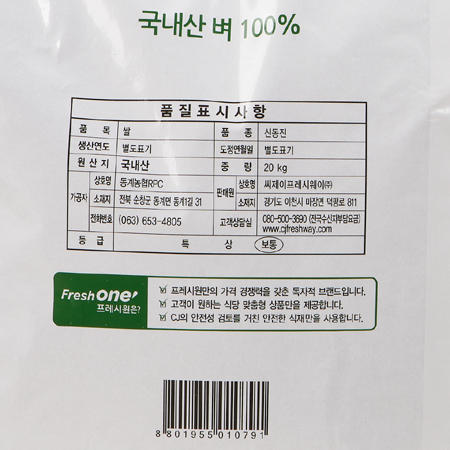 국내산 벼 100%
품질표시사항
품 목 쌀 품 종 신동진
생산연도 별도표기 도정연월일 별도표기
원산지 국내산 중 량 20 kg
가공자 상호명 동계농협RPC 판매원 상호명 씨제이프레시웨이㈜
소재지 전북 순창군 동계면 동계1길 31 소재지 경기도 이천시 마장면 덕평로 811
전화번호 (063) 653-4805 고객상담실 080-500-3690 (전국수신자부담요금)
www.cjfreshway.com
등 급 특 상 보통
Fresh one!
프레시원은?
프레시원만의 가격 경쟁력을 갖춘 독자적 브랜드입니다.
고객이 원하는 식당 맞춤형 상품만을 제공합니다.
CJ의 안전성 검토를 거친 안전한 식재만을 사용합니다.
8801955010791